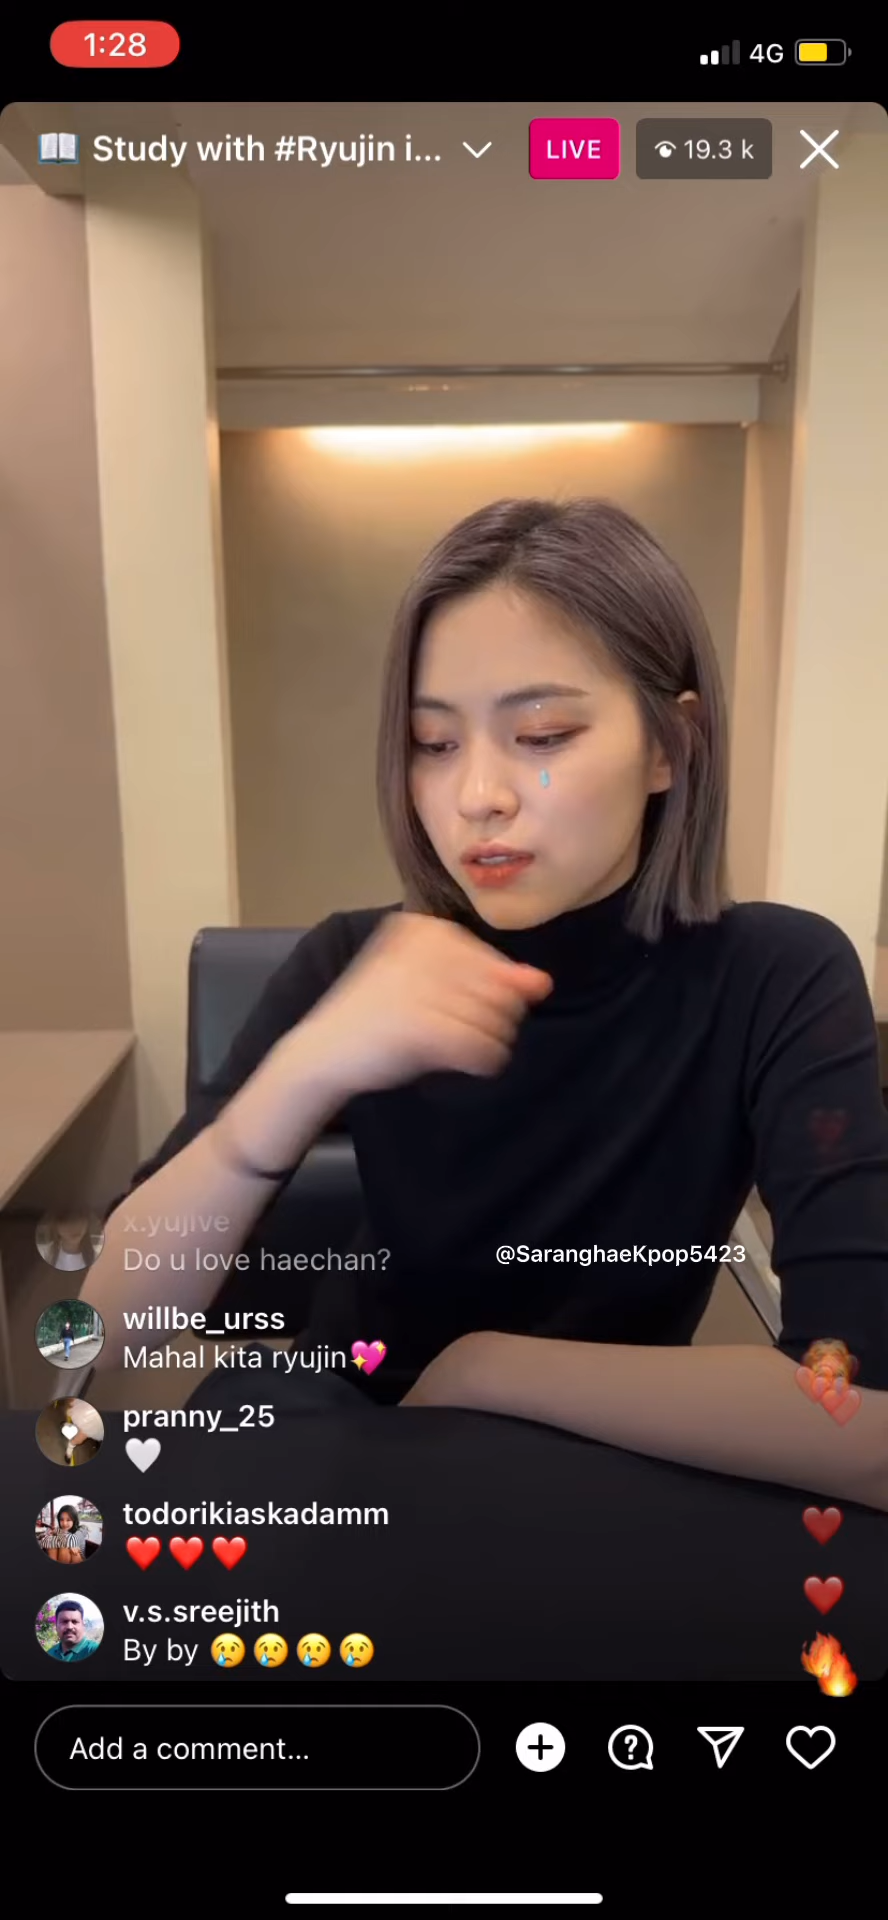 1:28
4G
📖 Study with #Ryujin i...
LIVE
19.3 k
x.yujive
Do u love haechan?
@SaranghaeKpop5423
willbe_urss
Mahal kita ryujin💖
pranny_25
🤍
todorikiaskadamm
❤️❤️❤️
v.s.sreejith
By by 😢😢😢😢
Add a comment...